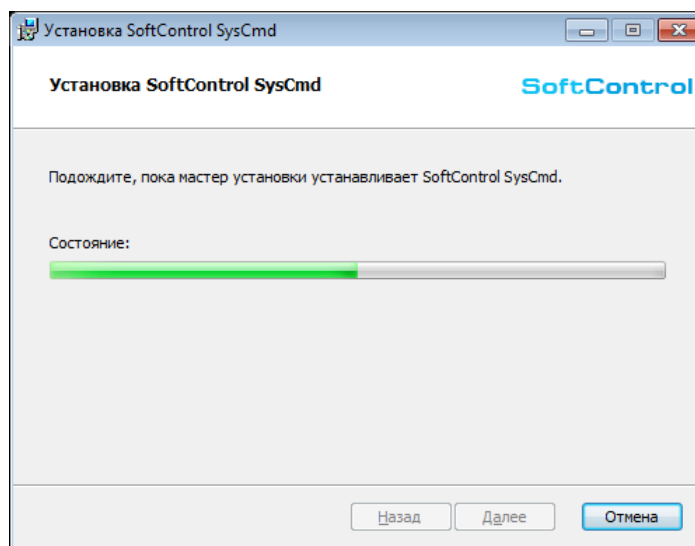 Установка SoftControl SysCmd
Установка SoftControl SysCmd
SoftControl
Подождите, пока мастер установки устанавливает SoftControl SysCmd.
Состояние:
Назад
Далее
Отмена